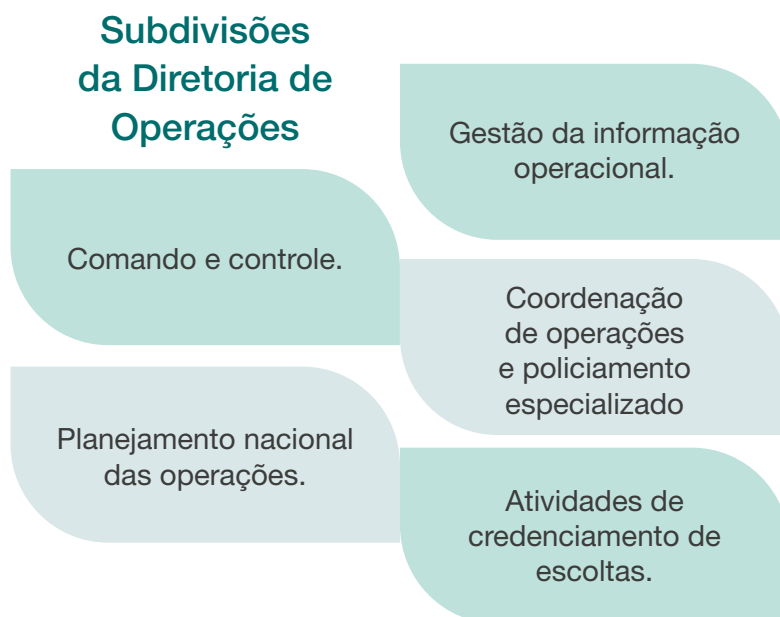 Subdivisões
da Diretoria de
Operações
Gestão da informação
operacional.
Comando e controle.
Coordenação
de operações
e policiamento
especializado
Planejamento nacional
das operações.
Atividades de
credenciamento de
escoltas.